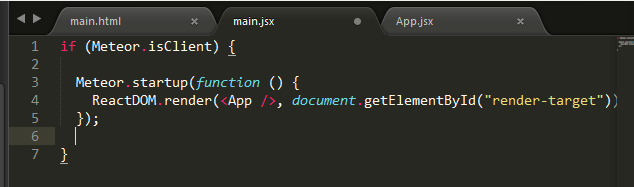 main.html × main.jsx App.jsx ×
1 if (Meteor.isClient) {
2
3 Meteor.startup(function () {
4 ReactDOM.render(<App />, document.getElementById("render-target"))
5 });
6
7 }